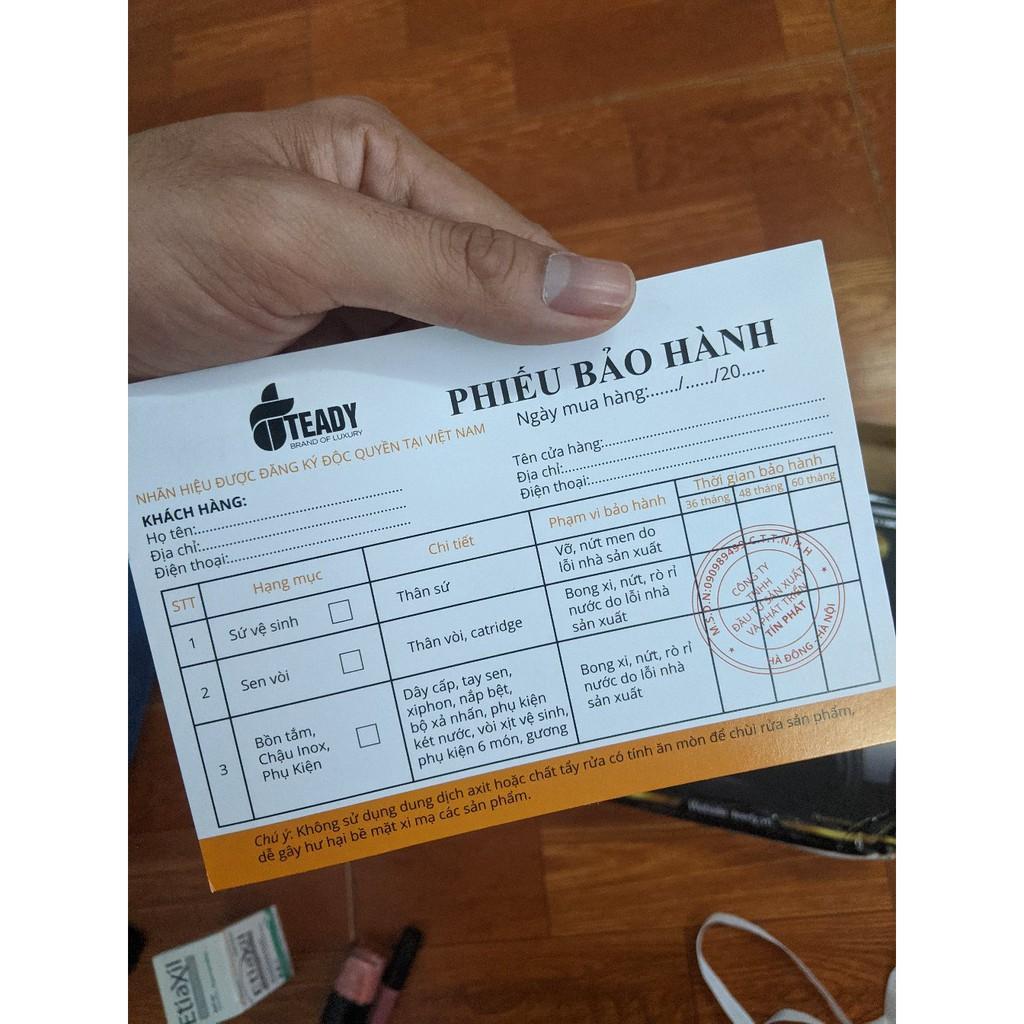 PHIẾU BẢO HÀNH
TEADY
BRAND OF LUXURY
Ngày mua hàng:....../....../20.....
NHÃN HIỆU ĐƯỢC ĐĂNG KÝ ĐỘC QUYỀN TẠI VIỆT NAM
KHÁCH HÀNG:
Họ tên:
Địa chỉ:
Điện thoại:
Tên cửa hàng:
Địa chỉ:
Điện thoại:
STT
Hạng mục
Chi tiết
Phạm vi bảo hành
Thời gian bảo hành
36 tháng
48 tháng
60 tháng
1
Sứ vệ sinh
Thân sứ
Vỡ, nứt men do
lỗi nhà sản xuất
2
Sen vòi
Thân vòi, catridge
Bong xi, nứt, rò rỉ
nước do lỗi nhà
sản xuất
3
Bồn tắm,
Chậu Inox,
Phụ Kiện
Dây cấp, tay sen,
xiphon, nắp bệt,
bộ xả nhấn, phụ kiện
két nước, vòi xịt vệ sinh,
phụ kiện 6 món, gương
Bong xi, nứt, rò rỉ
nước do lỗi nhà
sản xuất
C.T.T.N.H.H
CÔNG TY
TNHH
ĐẦU TƯ SẢN XUẤT
VÀ PHÁT TRIỂN
TÍN PHÁT
HÀ ĐÔNG - HÀ NỘI
Chú ý: Không sử dụng dung dịch axit hoặc chất tẩy rửa có tính ăn mòn để chùi rửa sản phẩm,
dễ gây hư hại bề mặt xi mạ các sản phẩm.
EtiaXil
EtiaXil